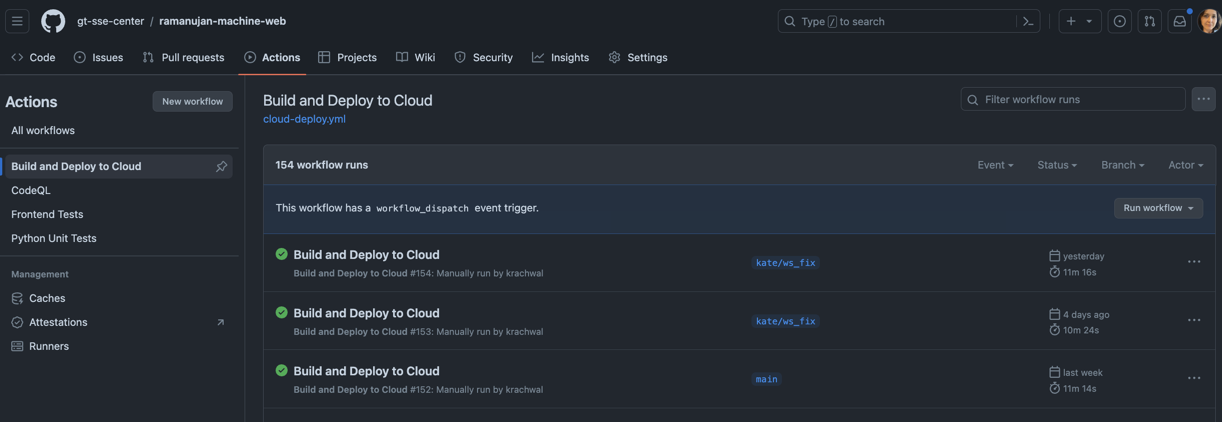 gt-sse-center / ramanujan-machine-web
Type / to search
Code Issues Pull requests Actions Projects Wiki Security Insights Settings
Actions
New workflow
All workflows
Build and Deploy to Cloud
CodeQL
Frontend Tests
Python Unit Tests
Management
Caches
Attestations
Runners
Build and Deploy to Cloud
cloud-deploy.yml
Filter workflow runs
154 workflow runs
Event Status Branch Actor
This workflow has a workflow_dispatch event trigger.
Run workflow
Build and Deploy to Cloud
Build and Deploy to Cloud #154: Manually run by krachwal
kate/ws_fix
yesterday
11m 16s
Build and Deploy to Cloud
Build and Deploy to Cloud #153: Manually run by krachwal
kate/ws_fix
4 days ago
10m 24s
Build and Deploy to Cloud
Build and Deploy to Cloud #152: Manually run by krachwal
main
last week
11m 14s